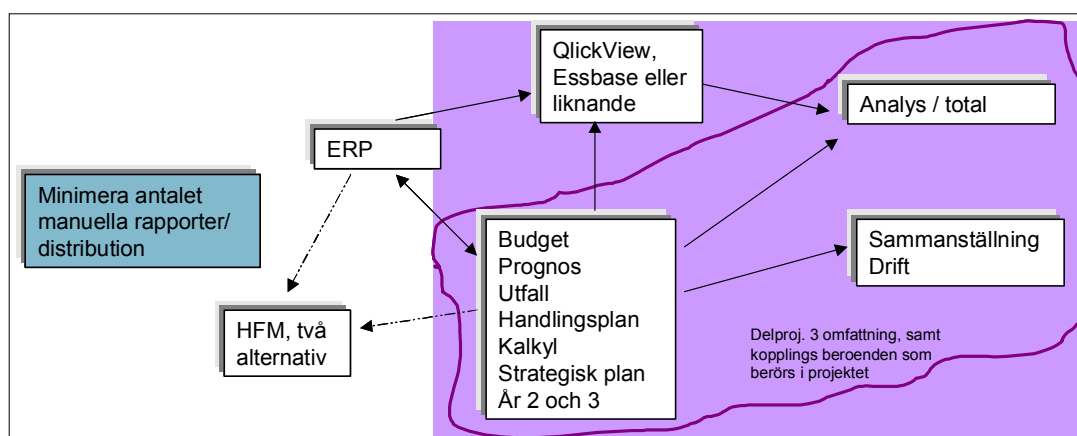 QlickView,
Essbase eller
liknande
Analys / total
ERP
Minimera antalet
manuella rapporter/
distribution
Budget
Prognos
Utfall
Handlingsplan
Kalkyl
Strategisk plan
År 2 och 3
Sammanställning
Drift
HFM, två
alternativ
Delproj. 3 omfattning, samt
kopplings beroenden som
berörs i projektet